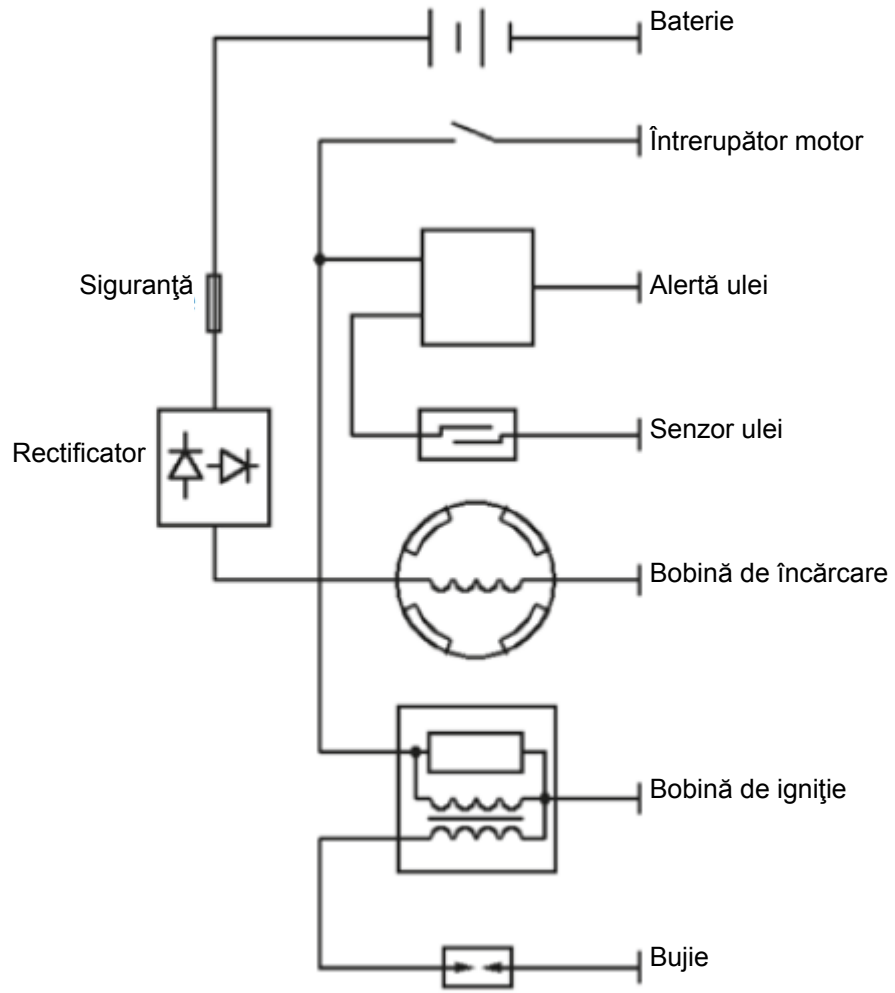 Baterie
Întrerupător motor
Siguranţă
Alertă ulei
Senzor ulei
Rectificator
Bobină de încărcare
Bobină de igniţie
Bujie